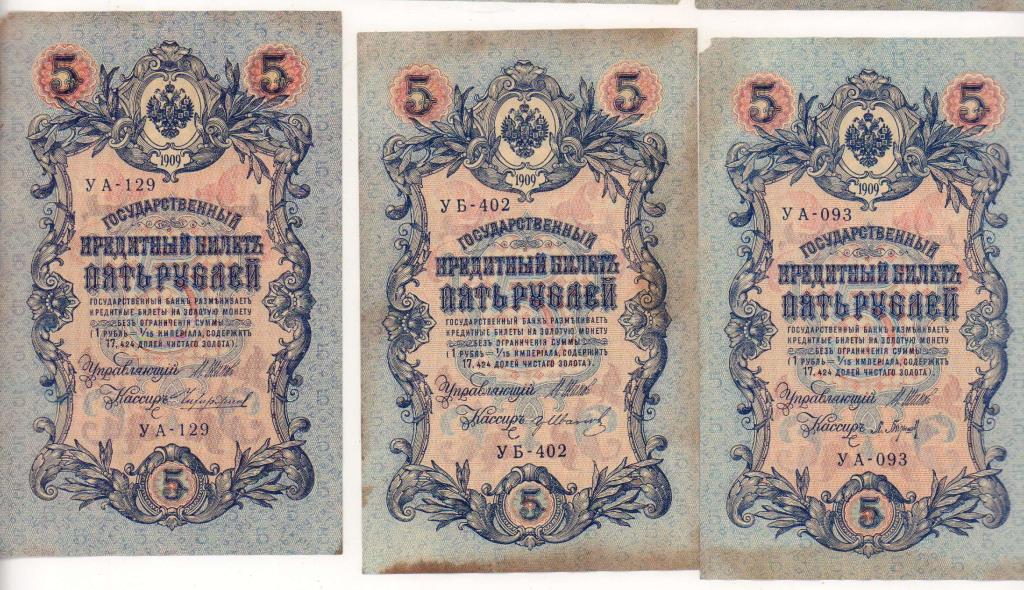 5 5
1909
УА-129
ГОСУДАРСТВЕННЫЙ
КРЕДИТНЫЙ БИЛЕТЪ
ПЯТЬ РУБЛЕЙ
ГОСУДАРСТВЕННЫЙ БАНКЪ РАЗМѢНИВАЕТЪ
КРЕДИТНЫЕ БИЛЕТЫ НА ЗОЛОТУЮ МОНЕТУ
БЕЗЪ ОГРАНИЧЕНІЯ СУММЫ
(1 РУБЛЬ = 1/15 ИМПЕРІАЛА, СОДЕРЖИТЪ
17,424 ДОЛЕЙ ЧИСТАГО ЗОЛОТА).
Управляющій
Кассиръ
УА-129
5
5 5
1909
УБ-402
ГОСУДАРСТВЕННЫЙ
КРЕДИТНЫЙ БИЛЕТЪ
ПЯТЬ РУБЛЕЙ
ГОСУДАРСТВЕННЫЙ БАНКЪ РАЗМѢНИВАЕТЪ
КРЕДИТНЫЕ БИЛЕТЫ НА ЗОЛОТУЮ МОНЕТУ
БЕЗЪ ОГРАНИЧЕНІЯ СУММЫ
(1 РУБЛЬ = 1/15 ИМПЕРІАЛА, СОДЕРЖИТЪ
17,424 ДОЛЕЙ ЧИСТАГО ЗОЛОТА).
Управляющій
Кассиръ
УБ-402
5
5 5
1909
УА-093
ГОСУДАРСТВЕННЫЙ
КРЕДИТНЫЙ БИЛЕТЪ
ПЯТЬ РУБЛЕЙ
ГОСУДАРСТВЕННЫЙ БАНКЪ РАЗМѢНИВАЕТЪ
КРЕДИТНЫЕ БИЛЕТЫ НА ЗОЛОТУЮ МОНЕТУ
БЕЗЪ ОГРАНИЧЕНІЯ СУММЫ
(1 РУБЛЬ = 1/15 ИМПЕРІАЛА, СОДЕРЖИТЪ
17,424 ДОЛЕЙ ЧИСТАГО ЗОЛОТА).
Управляющій
Кассиръ
УА-093
5